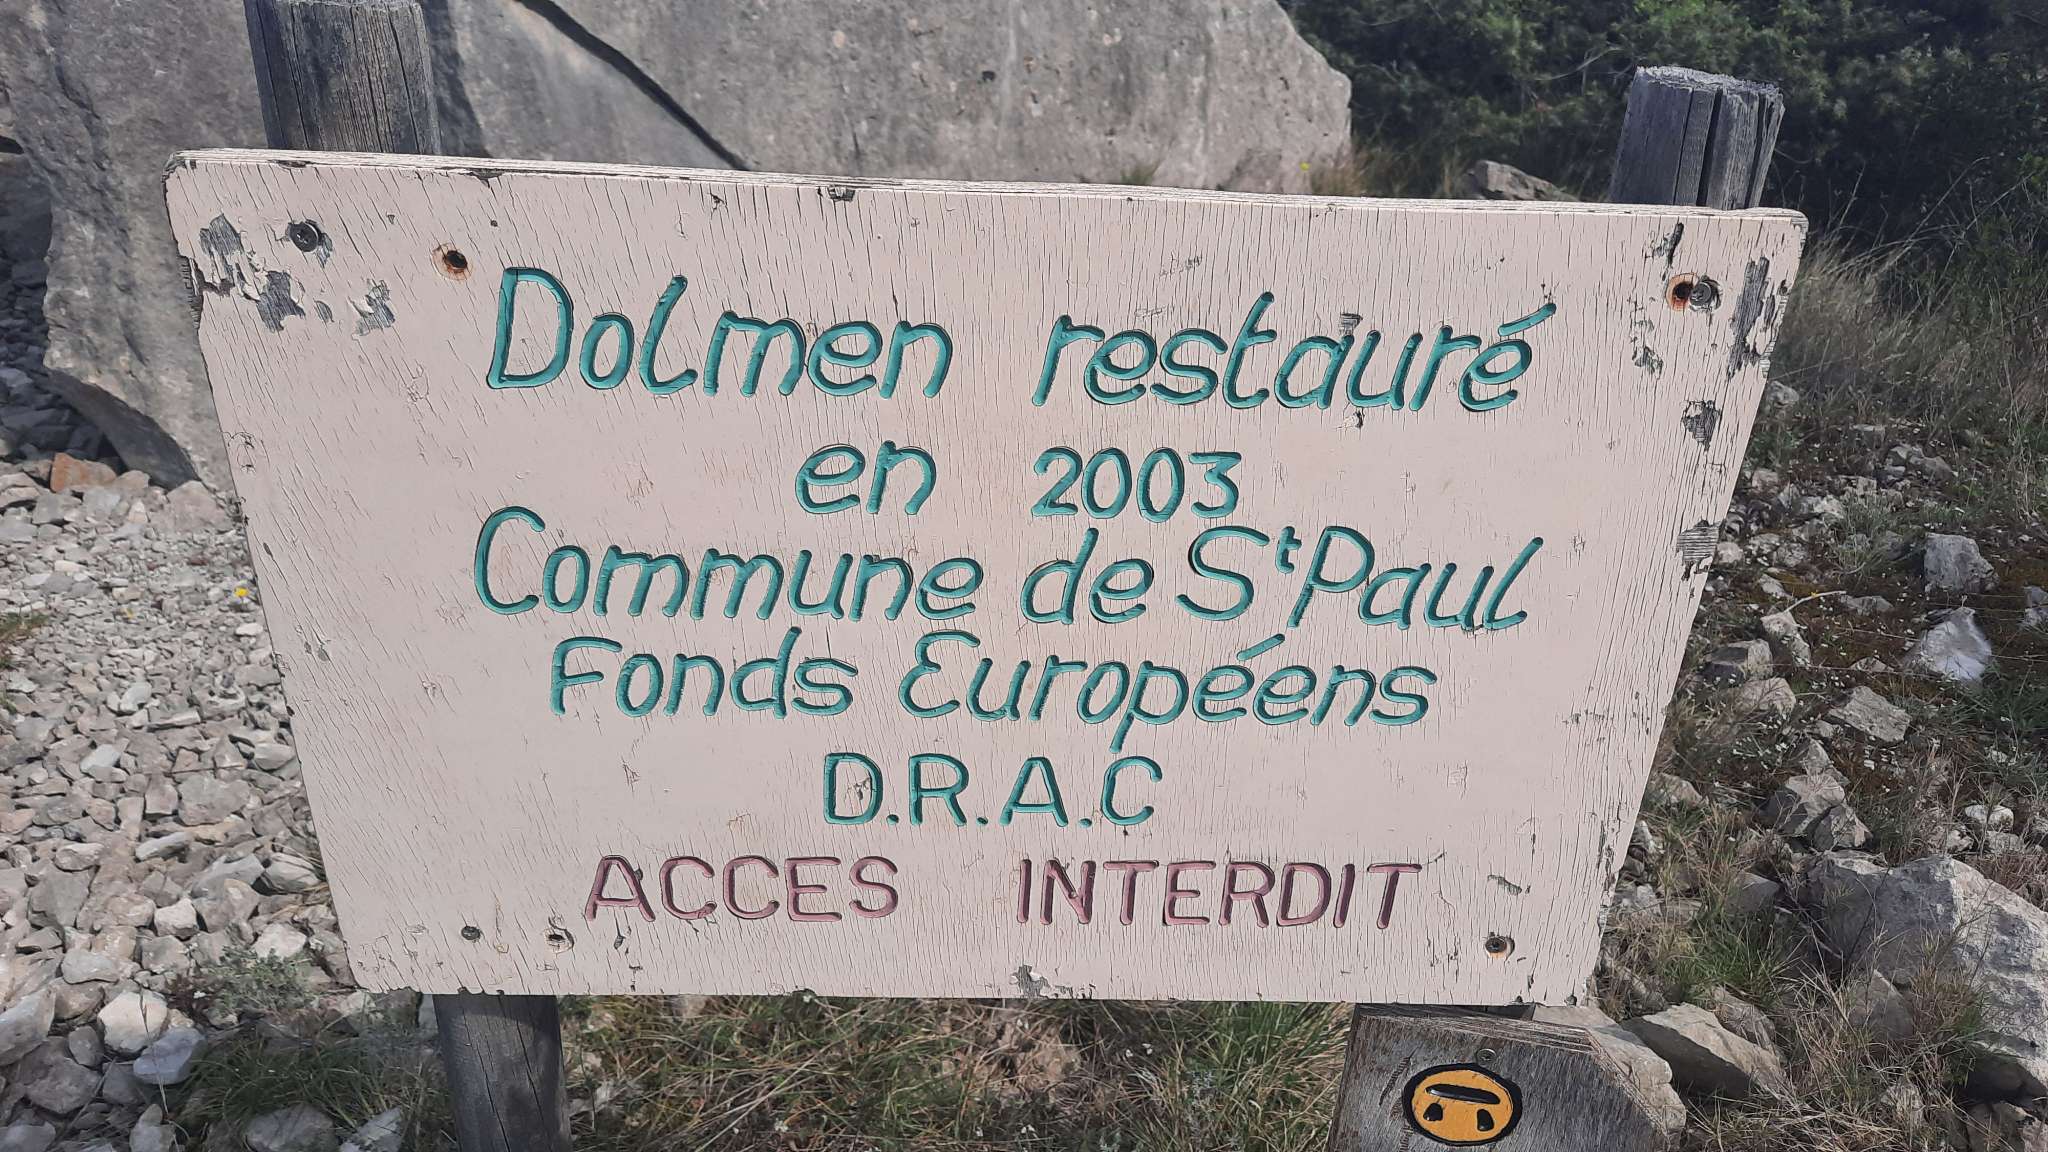 Dolmen restauré
en 2003
Commune de St Paul
Fonds Européens
D.R.A.C
ACCES INTERDIT